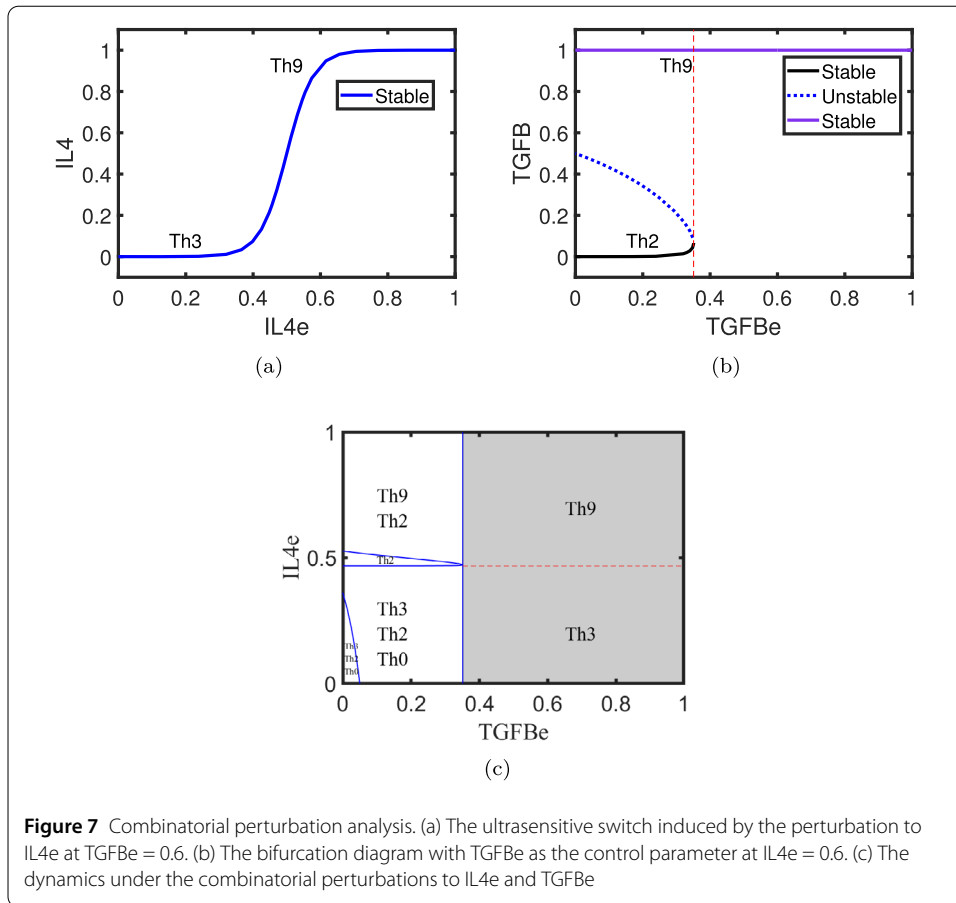 1
0.8
0.6
0.4
0.2
0
IL4
Th9
Th3
Stable
0 0.2 0.4 0.6 0.8 1
IL4e
(a)
1
0.8
0.6
0.4
0.2
0
TGFB
Th9
Th2
Stable
Unstable
Stable
0 0.2 0.4 0.6 0.8 1
TGFBe
(b)
1
0.5
0
IL4e
Th9
Th2
Th2
Th3
Th2
Th0
Th3
Th2
Th0
Th9
Th3
0 0.2 0.4 0.6 0.8 1
TGFBe
(c)
Figure 7 Combinatorial perturbation analysis. (a) The ultrasensitive switch induced by the perturbation to
IL4e at TGFBe = 0.6. (b) The bifurcation diagram with TGFBe as the control parameter at IL4e = 0.6. (c) The
dynamics under the combinatorial perturbations to IL4e and TGFBe